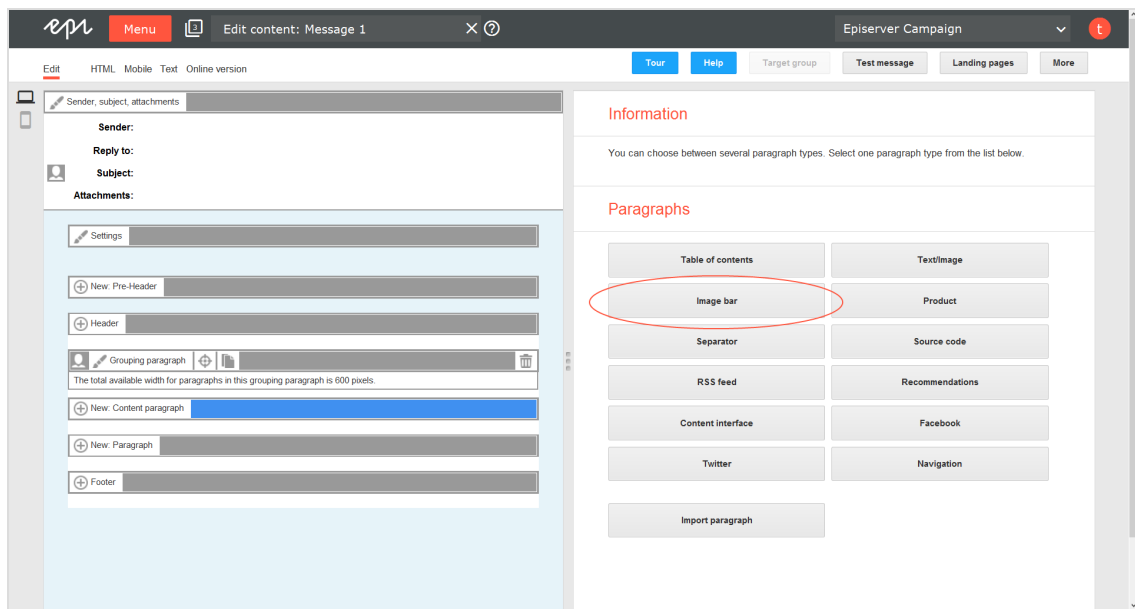 epi Menu 3 Edit content: Message 1 Episerver Campaign t
Edit HTML Mobile Text Online version Tour Help Target group Test message Landing pages More
Sender, subject, attachments
Sender:
Reply to:
Subject:
Attachments:
Settings
New: Pre-Header
Header
Grouping paragraph
The total available width for paragraphs in this grouping paragraph is 600 pixels.
New: Content paragraph
New: Paragraph
Footer
Information
You can choose between several paragraph types. Select one paragraph type from the list below.
Paragraphs
Table of contents Text/Image
Image bar Product
Separator Source code
RSS feed Recommendations
Content interface Facebook
Twitter Navigation
Import paragraph